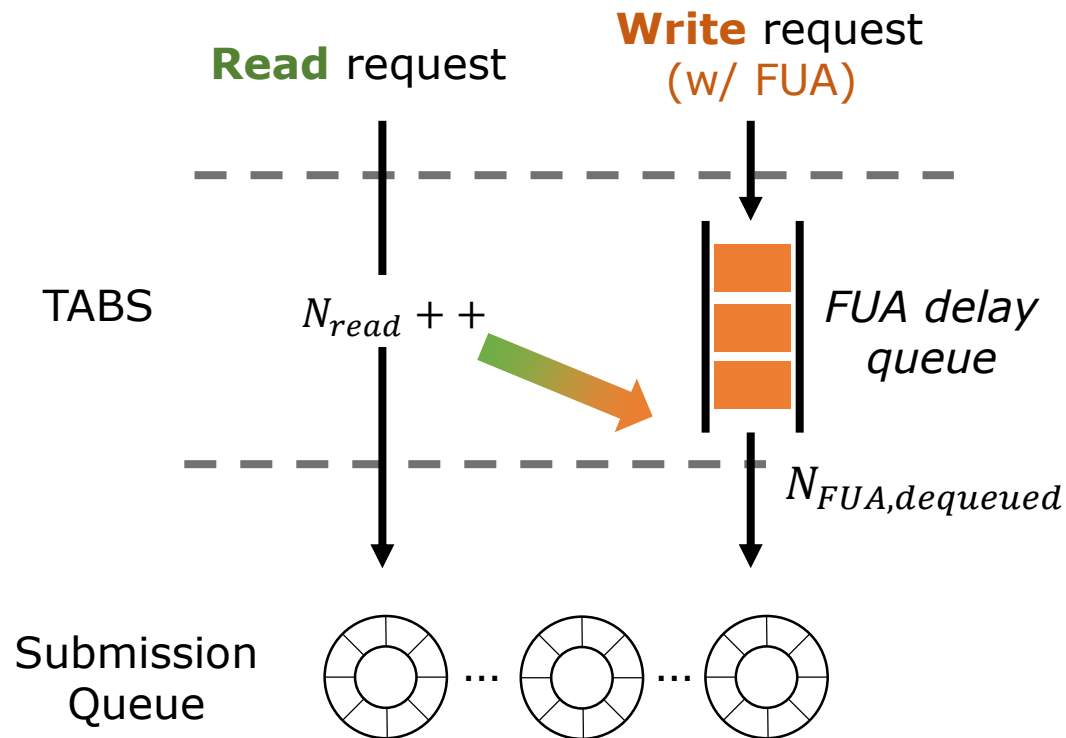 Read request
Write request
(w/ FUA)
TABS
N_read + +
FUA delay
queue
N_FUA,dequeued
Submission
Queue
... ...